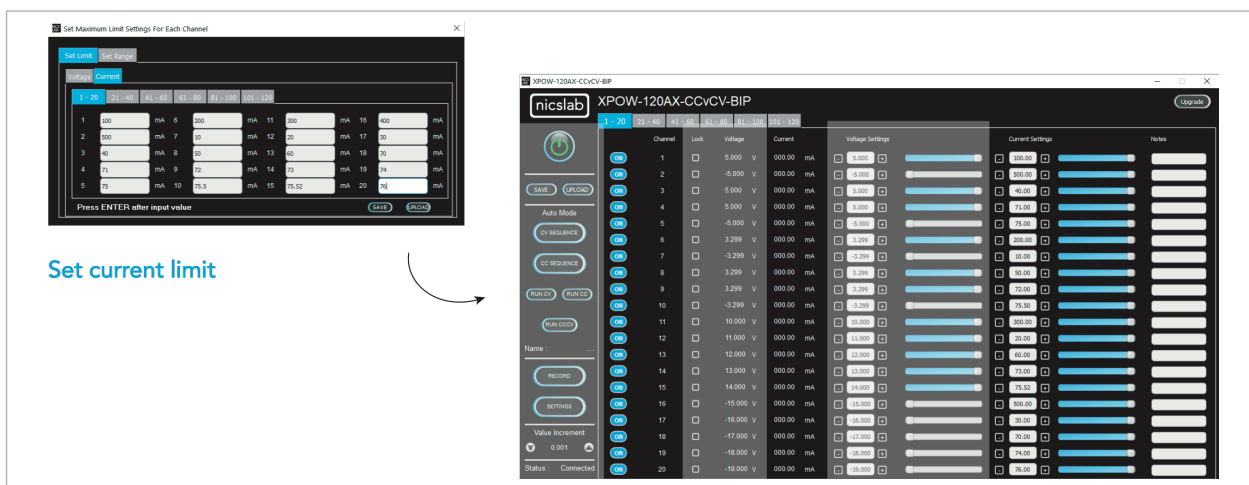 Set Maximum Limit Settings For Each Channel
Set Limit Set Range
Voltage Current
1 - 20 21 - 40 41 - 60 61 - 80 81 - 100 101 - 120
1 100 mA 6 200 mA 11 300 mA 16 400 mA
2 500 mA 7 10 mA 12 20 mA 17 30 mA
3 40 mA 8 50 mA 13 60 mA 18 70 mA
4 71 mA 9 72 mA 14 73 mA 19 74 mA
5 75 mA 10 75.5 mA 15 75.52 mA 20 76 mA
Press ENTER after input value SAVE UPLOAD
Set current limit
XPOW-120AX-CCvCV-BIP
nicslab XPOW-120AX-CCvCV-BIP Upgrade
1 - 20 21 - 40 41 - 60 61 - 80 81 - 100 101 - 120
Channel Lock Voltage Current Voltage Settings Current Settings Notes
ON 1 5.000 V 000.00 mA - 5.000 + - 100.00 +
ON 2 -5.000 V 000.00 mA - -5.000 + - 500.00 +
ON 3 5.000 V 000.00 mA - 5.000 + - 40.00 +
ON 4 5.000 V 000.00 mA - 5.000 + - 71.00 +
ON 5 -5.000 V 000.00 mA - -5.000 + - 75.00 +
ON 6 3.299 V 000.00 mA - 3.299 + - 200.00 +
ON 7 -3.299 V 000.00 mA - -3.299 + - 10.00 +
ON 8 3.299 V 000.00 mA - 3.299 + - 50.00 +
ON 9 3.299 V 000.00 mA - 3.299 + - 72.00 +
ON 10 -3.299 V 000.00 mA - -3.299 + - 75.50 +
ON 11 10.000 V 000.00 mA - 10.000 + - 300.00 +
ON 12 11.000 V 000.00 mA - 11.000 + - 20.00 +
ON 13 12.000 V 000.00 mA - 12.000 + - 60.00 +
ON 14 13.000 V 000.00 mA - 13.000 + - 73.00 +
ON 15 14.000 V 000.00 mA - 14.000 + - 75.52 +
ON 16 -15.000 V 000.00 mA - -15.000 + - 500.00 +
ON 17 -16.000 V 000.00 mA - -16.000 + - 30.00 +
ON 18 -17.000 V 000.00 mA - -17.000 + - 70.00 +
ON 19 -18.000 V 000.00 mA - -18.000 + - 74.00 +
ON 20 -19.000 V 000.00 mA - -19.000 + - 76.00 +
SAVE UPLOAD
Auto Mode
CV SEQUENCE
CC SEQUENCE
RUN CV RUN CC
RUN CCCV
Name : ...
RECORD
SETTINGS
Value Increment
0.001
Status : Connected